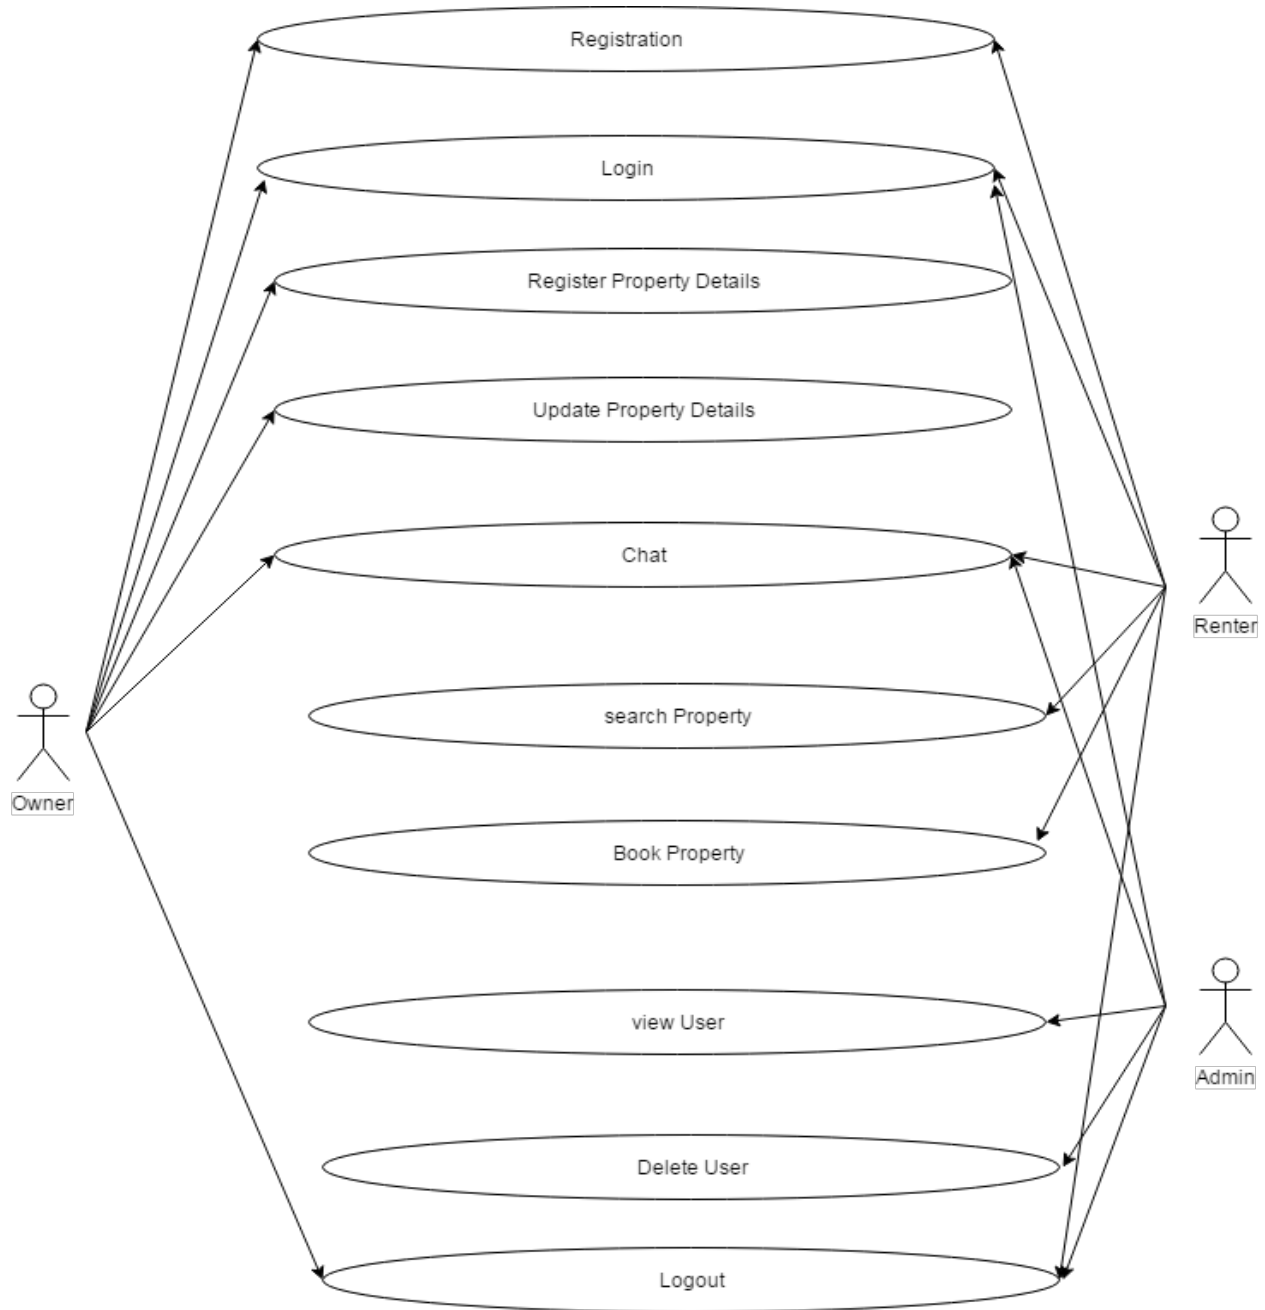 Registration
Login
Register Property Details
Update Property Details
Chat
Renter
search Property
Owner
Book Property
view User
Admin
Delete User
Logout